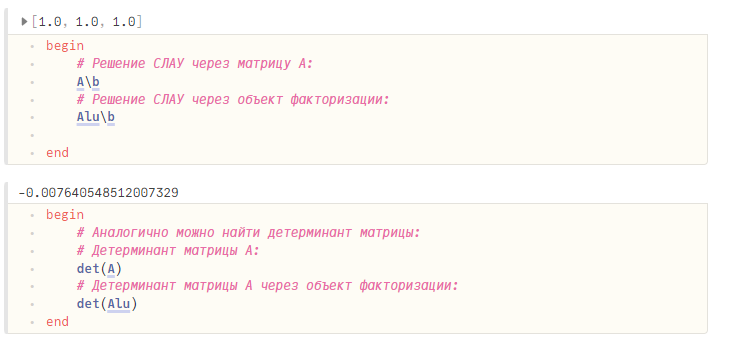 [1.0, 1.0, 1.0]
begin
# Решение СЛАУ через матрицу A:
A\b
# Решение СЛАУ через объект факторизации:
Alu\b
end
-0.007640548512007329
begin
# Аналогично можно найти детерминант матрицы:
# Детерминант матрицы A:
det(A)
# Детерминант матрицы A через объект факторизации:
det(Alu)
end